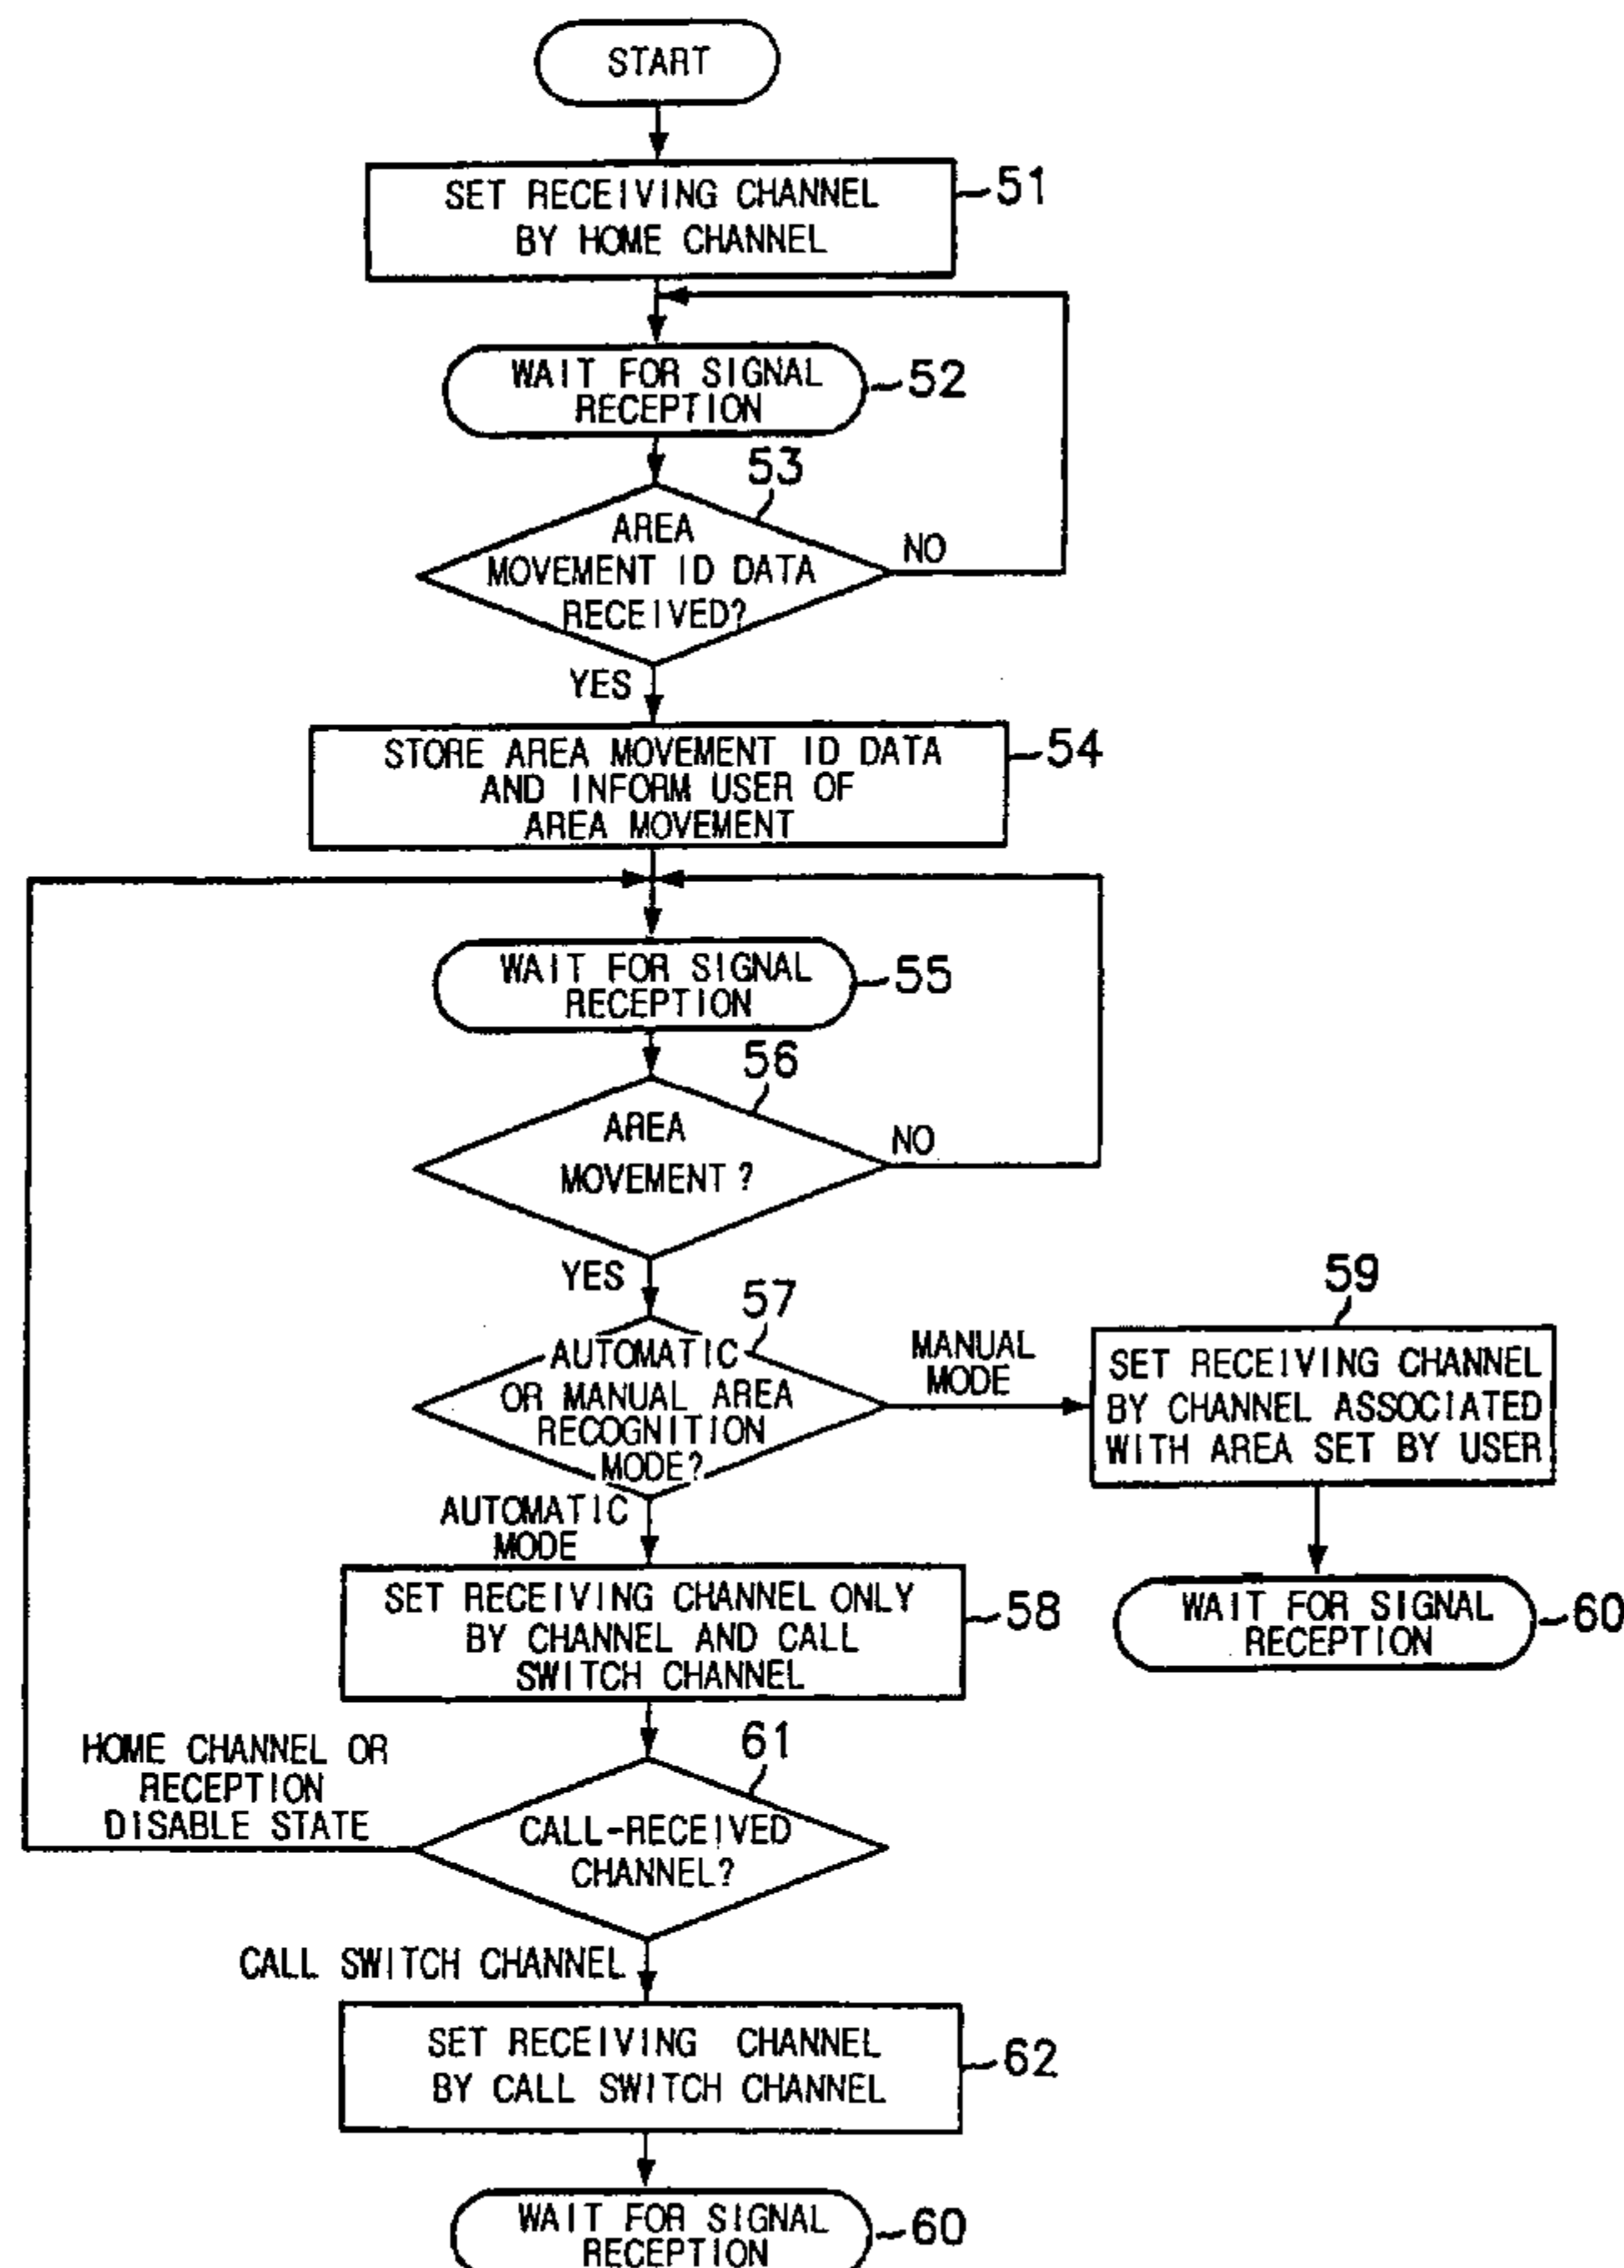 START
SET RECEIVING CHANNEL
BY HOME CHANNEL
51
WAIT FOR SIGNAL
RECEPTION
52
53
AREA
MOVEMENT ID DATA
RECEIVED?
NO
YES
STORE AREA MOVEMENT ID DATA
AND INFORM USER OF
AREA MOVEMENT
54
WAIT FOR SIGNAL
RECEPTION
55
56
AREA
MOVEMENT?
NO
YES
57
AUTOMATIC
OR MANUAL AREA
RECOGNITION
MODE?
MANUAL
MODE
59
SET RECEIVING CHANNEL
BY CHANNEL ASSOCIATED
WITH AREA SET BY USER
WAIT FOR SIGNAL
RECEPTION
60
AUTOMATIC
MODE
SET RECEIVING CHANNEL ONLY
BY CHANNEL AND CALL
SWITCH CHANNEL
58
61
CALL-RECEIVED
CHANNEL?
HOME CHANNEL OR
RECEPTION
DISABLE STATE
CALL SWITCH CHANNEL
SET RECEIVING CHANNEL
BY CALL SWITCH CHANNEL
62
WAIT FOR SIGNAL
RECEPTION
60